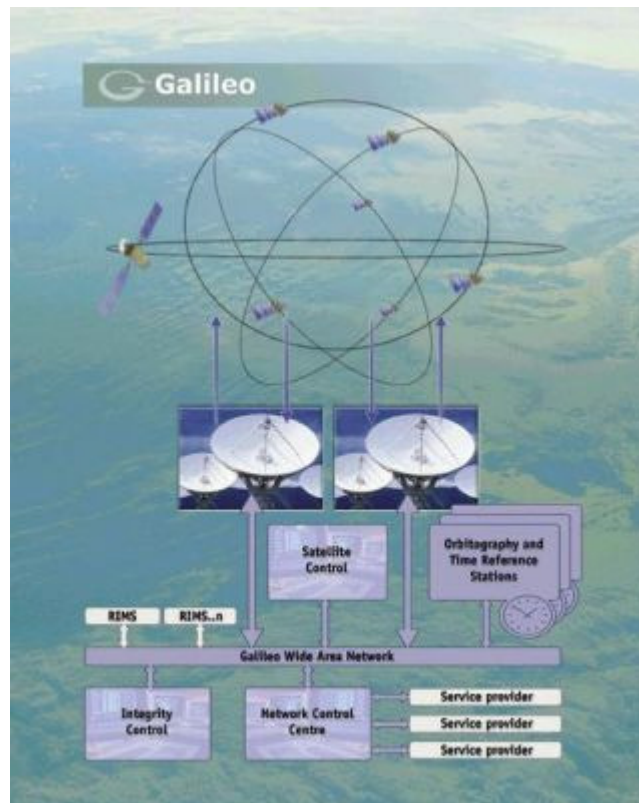 Galileo
Satellite
Control
Orbitography and
Time Reference
Stations
RIMS
RIMS..n
Galileo Wide Area Network
Integrity
Control
Network Control
Centre
Service provider
Service provider
Service provider